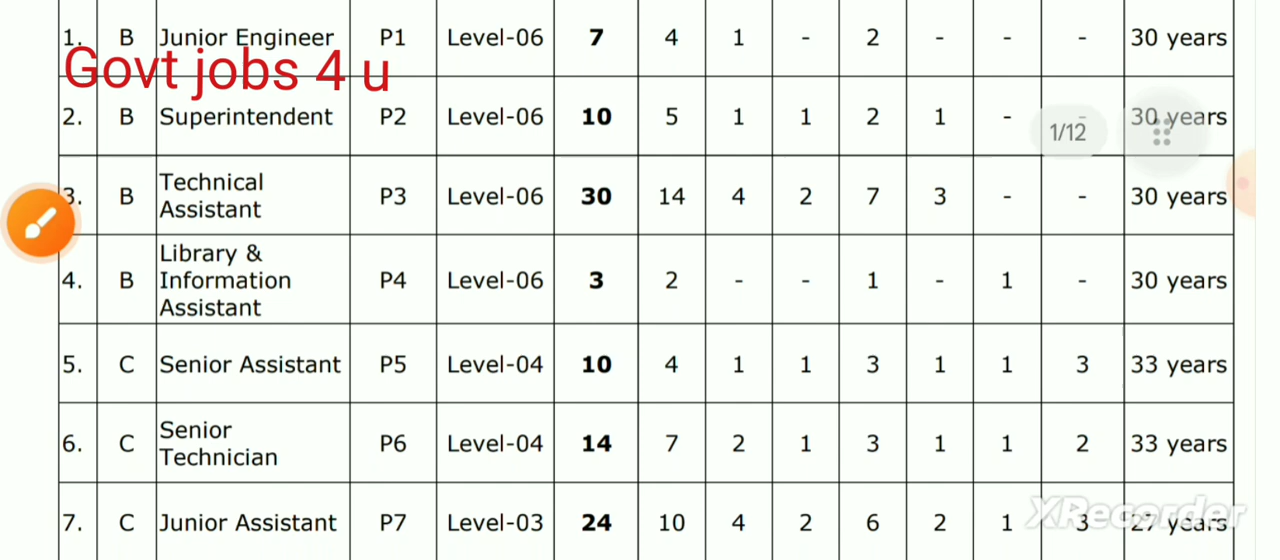 1. B Junior Engineer P1 Level-06 7 4 1 - 2 - - - 30 years
Govt jobs 4 u
2. B Superintendent P2 Level-06 10 5 1 1 2 1 - - 30 years
1/12
3. B Technical Assistant P3 Level-06 30 14 4 2 7 3 - - 30 years
4. B Library & Information Assistant P4 Level-06 3 2 - - 1 - 1 - 30 years
5. C Senior Assistant P5 Level-04 10 4 1 1 3 1 1 3 33 years
6. C Senior Technician P6 Level-04 14 7 2 1 3 1 1 2 33 years
7. C Junior Assistant P7 Level-03 24 10 4 2 6 2 1 3 27 years
XRecorder